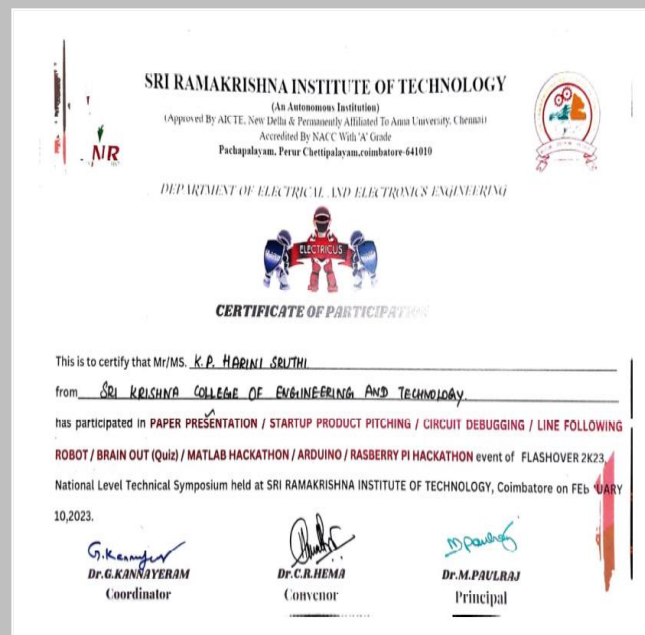 SRI RAMAKRISHNA INSTITUTE OF TECHNOLOGY
(An Autonomous Institution)
(Approved By AICTE, New Delhi & Permanently Affiliated To Anna University, Chennai)
Accredited By NACC With 'A' Grade
Pachapalayam, Perur Chettipalayam,coimbatore-641010
NIR
DEPARTMENT OF ELECTRICAL AND ELECTRONICS ENGINEERING
ELECTRICUS
CERTIFICATE OF PARTICIPATION
This is to certify that Mr/MS. K.P. HARINI SRUTHI
from SRI KRISHNA COLLEGE OF ENGINEERING AND TECHNOLOGY.
has participated in PAPER PRESENTATION / STARTUP PRODUCT PITCHING / CIRCUIT DEBUGGING / LINE FOLLOWING
ROBOT / BRAIN OUT (Quiz) / MATLAB HACKATHON / ARDUINO / RASBERRY PI HACKATHON event of FLASHOVER 2K23,
National Level Technical Symposium held at SRI RAMAKRISHNA INSTITUTE OF TECHNOLOGY, Coimbatore on FEbRUARY
10,2023.
G.Kannayeram
M Paulraj
Dr.G.KANNAYERAM Dr.C.R.HEMA Dr.M.PAULRAJ
Coordinator Convenor Principal